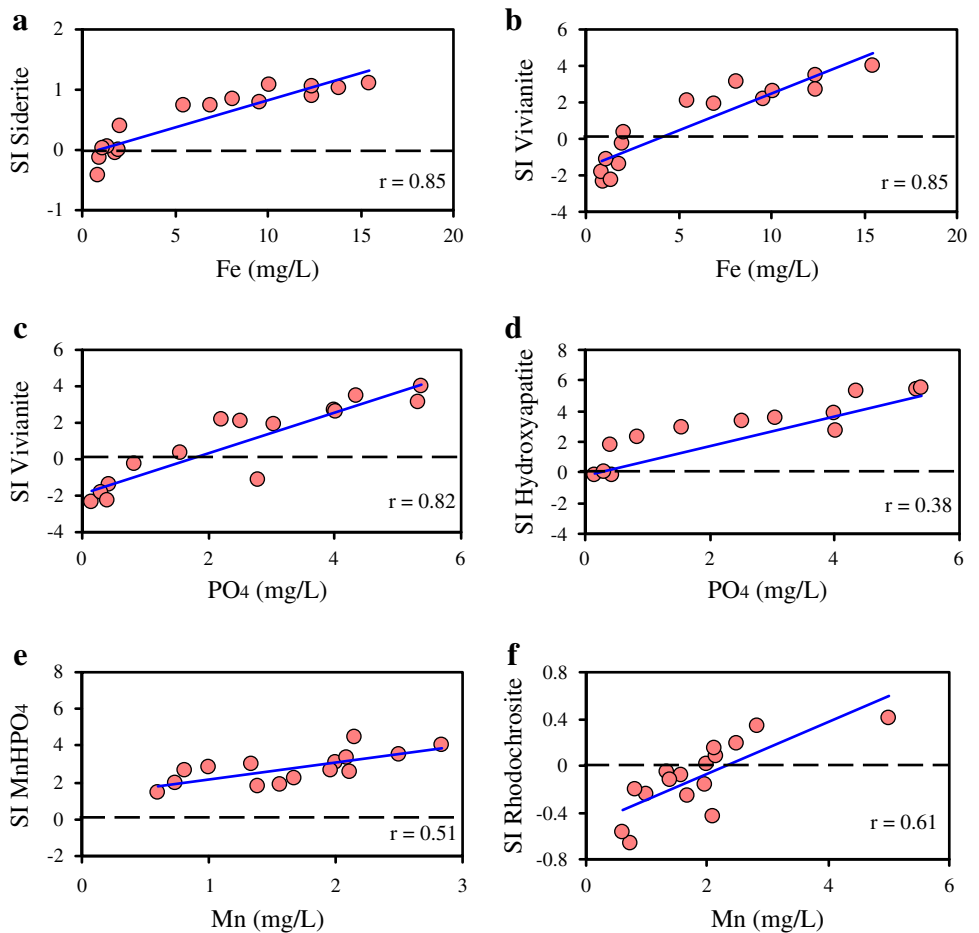 a
b
2
1
0
-1
SI Siderite
r = 0.85
0 5 10 15 20
Fe (mg/L)
6
4
2
0
-2
-4
SI Vivianite
r = 0.85
0 5 10 15 20
Fe (mg/L)
c
d
6
4
2
0
-2
-4
SI Vivianite
r = 0.82
0 2 4 6
PO4 (mg/L)
8
6
4
2
0
-2
-4
SI Hydroxyapatite
r = 0.38
0 2 4 6
PO4 (mg/L)
e
f
8
6
4
2
0
-2
SI MnHPO4
r = 0.51
0 1 2 3
Mn (mg/L)
0.8
0.4
0
-0.4
-0.8
SI Rhodochrosite
r = 0.61
0 2 4 6
Mn (mg/L)